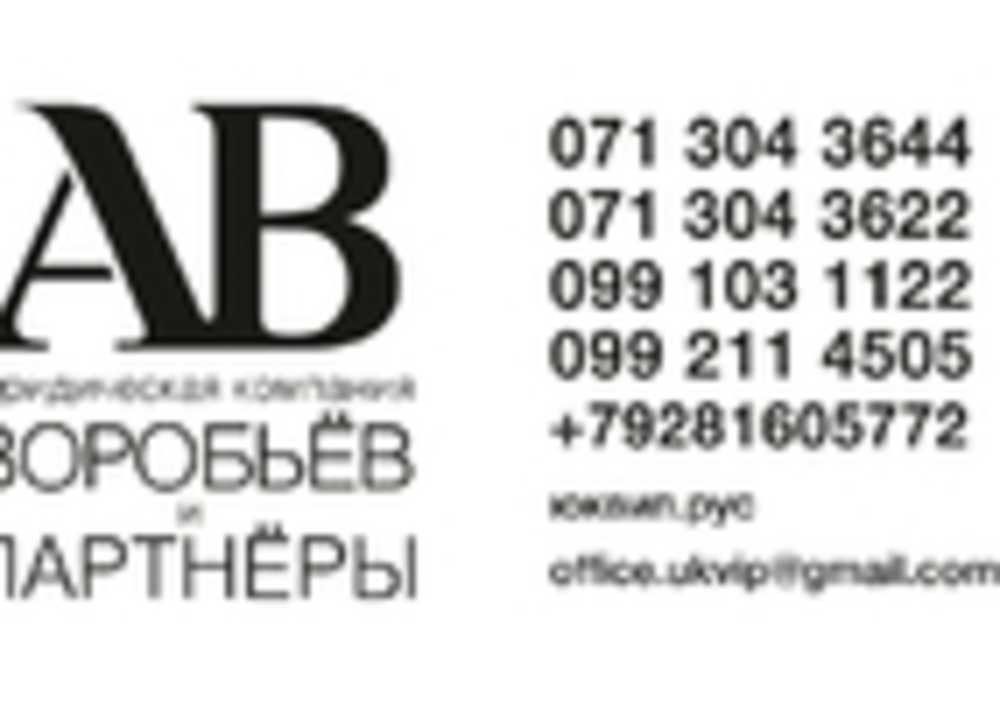 АВ
ЮРИДИЧЕСКАЯ КОМПАНИЯ
ВОРОБЬЁВ
И
ПАРТНЁРЫ
071 304 3644
071 304 3622
099 103 1122
099 211 4505
+79281605772
юквип.рус
office.ukvip@gmail.com